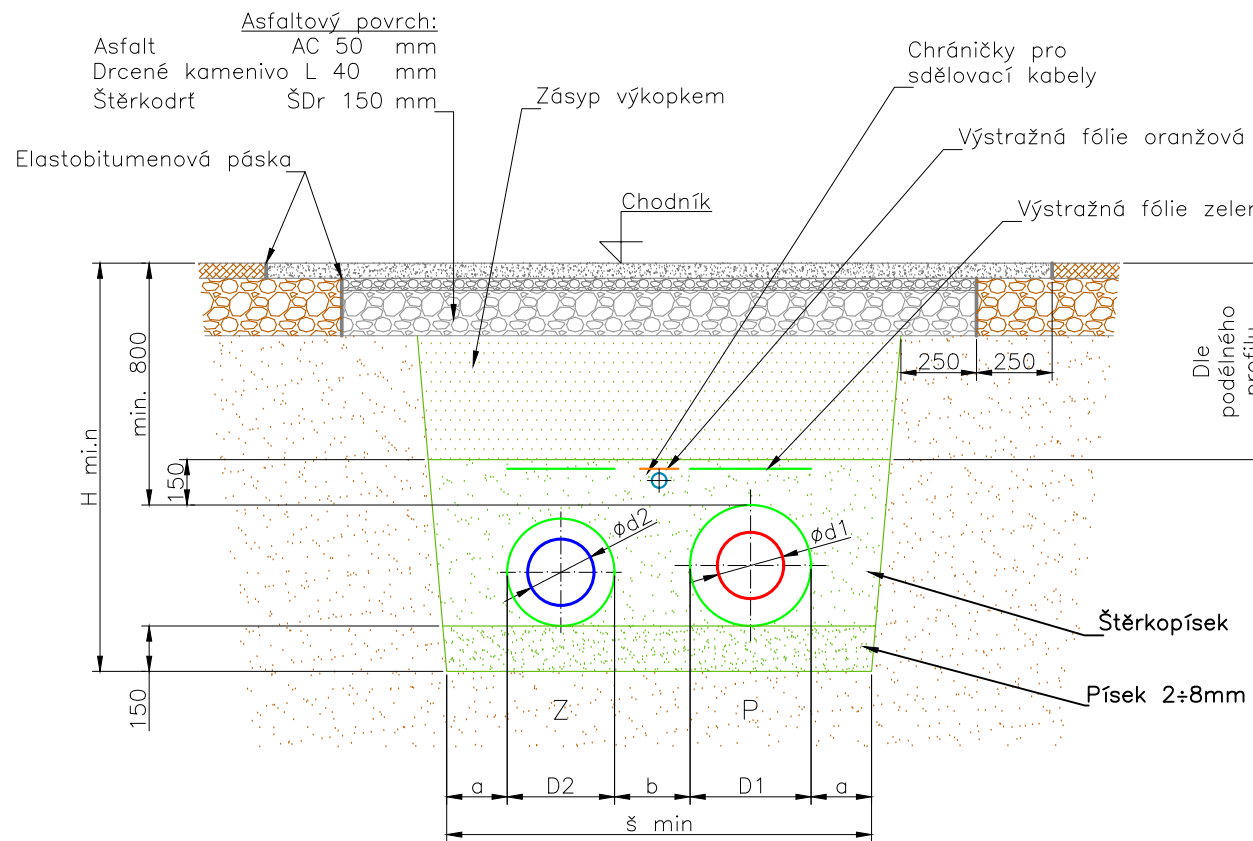 Asfaltový povrch:
Asfalt AC 50 mm
Drcené kamenivo L 40 mm
Štěrkodrť ŠDr 150 mm
Chráničky pro
sdělovací kabely
Zásyp výkopkem
Výstražná fólie oranžová
Elastobitumenová páska
Chodník
Výstražná fólie zelen
min. 800
250
250
Dle
podélného
profilu
H mi.n
150
ød2
ød1
Štěrkopísek
150
Z
P
Písek 2÷8mm
a
D2
b
D1
a
š min